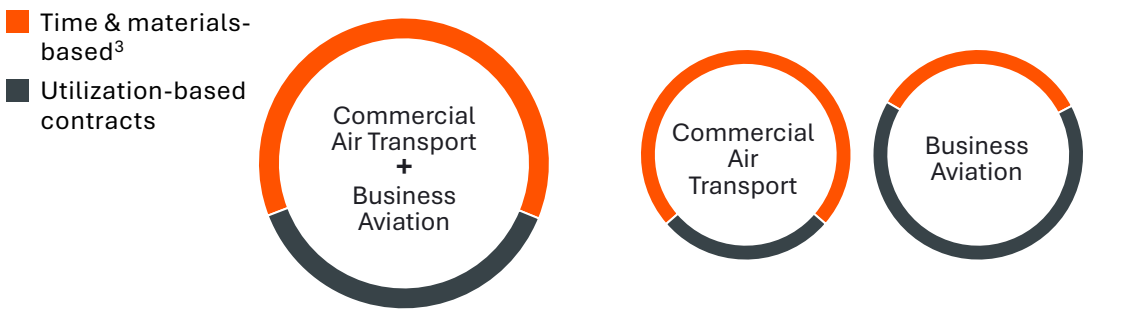 Time & materials-
based³
Utilization-based
contracts
Commercial
Air Transport
+
Business
Aviation
Commercial
Air
Transport
Business
Aviation